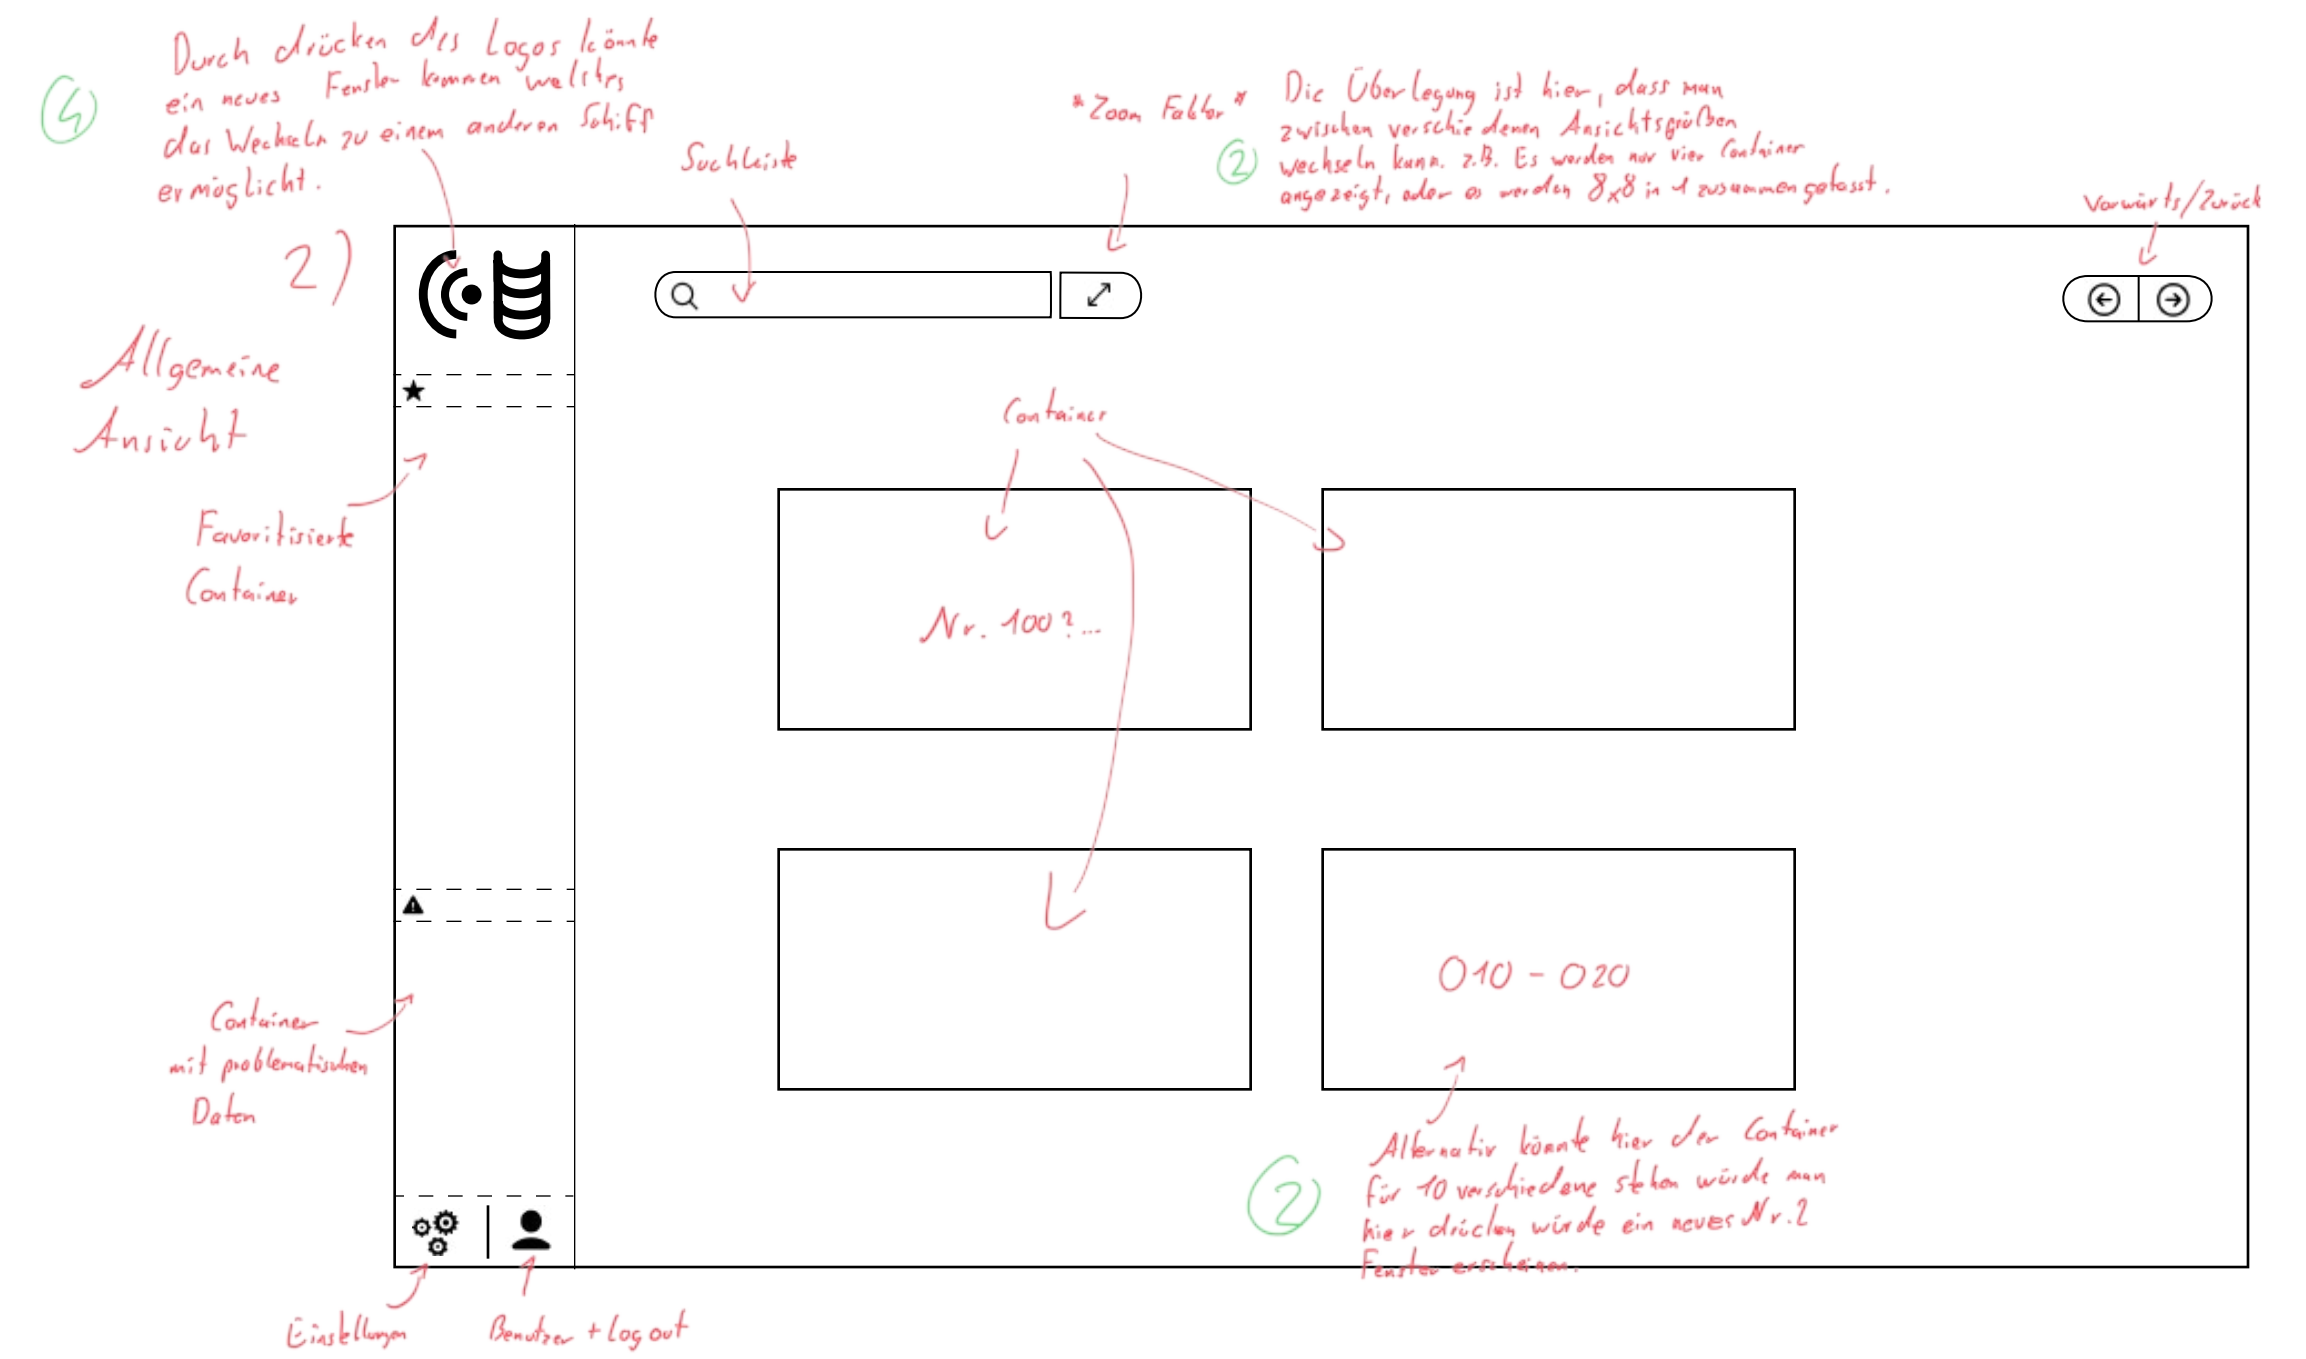 Durch drücken des Logos könnte
ein neues Fenster kommen welches
das Wechseln zu einem anderen Schiff
ermöglicht.
4
Suchleiste
"Zoom Faktor"
Die Überlegung ist hier, dass man
zwischen verschiedenen Ansichtsgrößen
wechseln kann. z.B. Es werden nur vier Container
angezeigt, oder es werden 8x8 in 1 zusammengefasst.
2
Vorwärts/Zurück
2)
Allgemeine
Ansicht
Container
Favoritisierte
Container
Nr. 100?...
010 - 020
Container
mit problematischen
Daten
2
Alternativ könnte hier der Container
für 10 verschiedene stehen würde man
hier drücken würde ein neues Nr.2
Fenster erscheinen.
Einstellungen
Benutzer + Logout